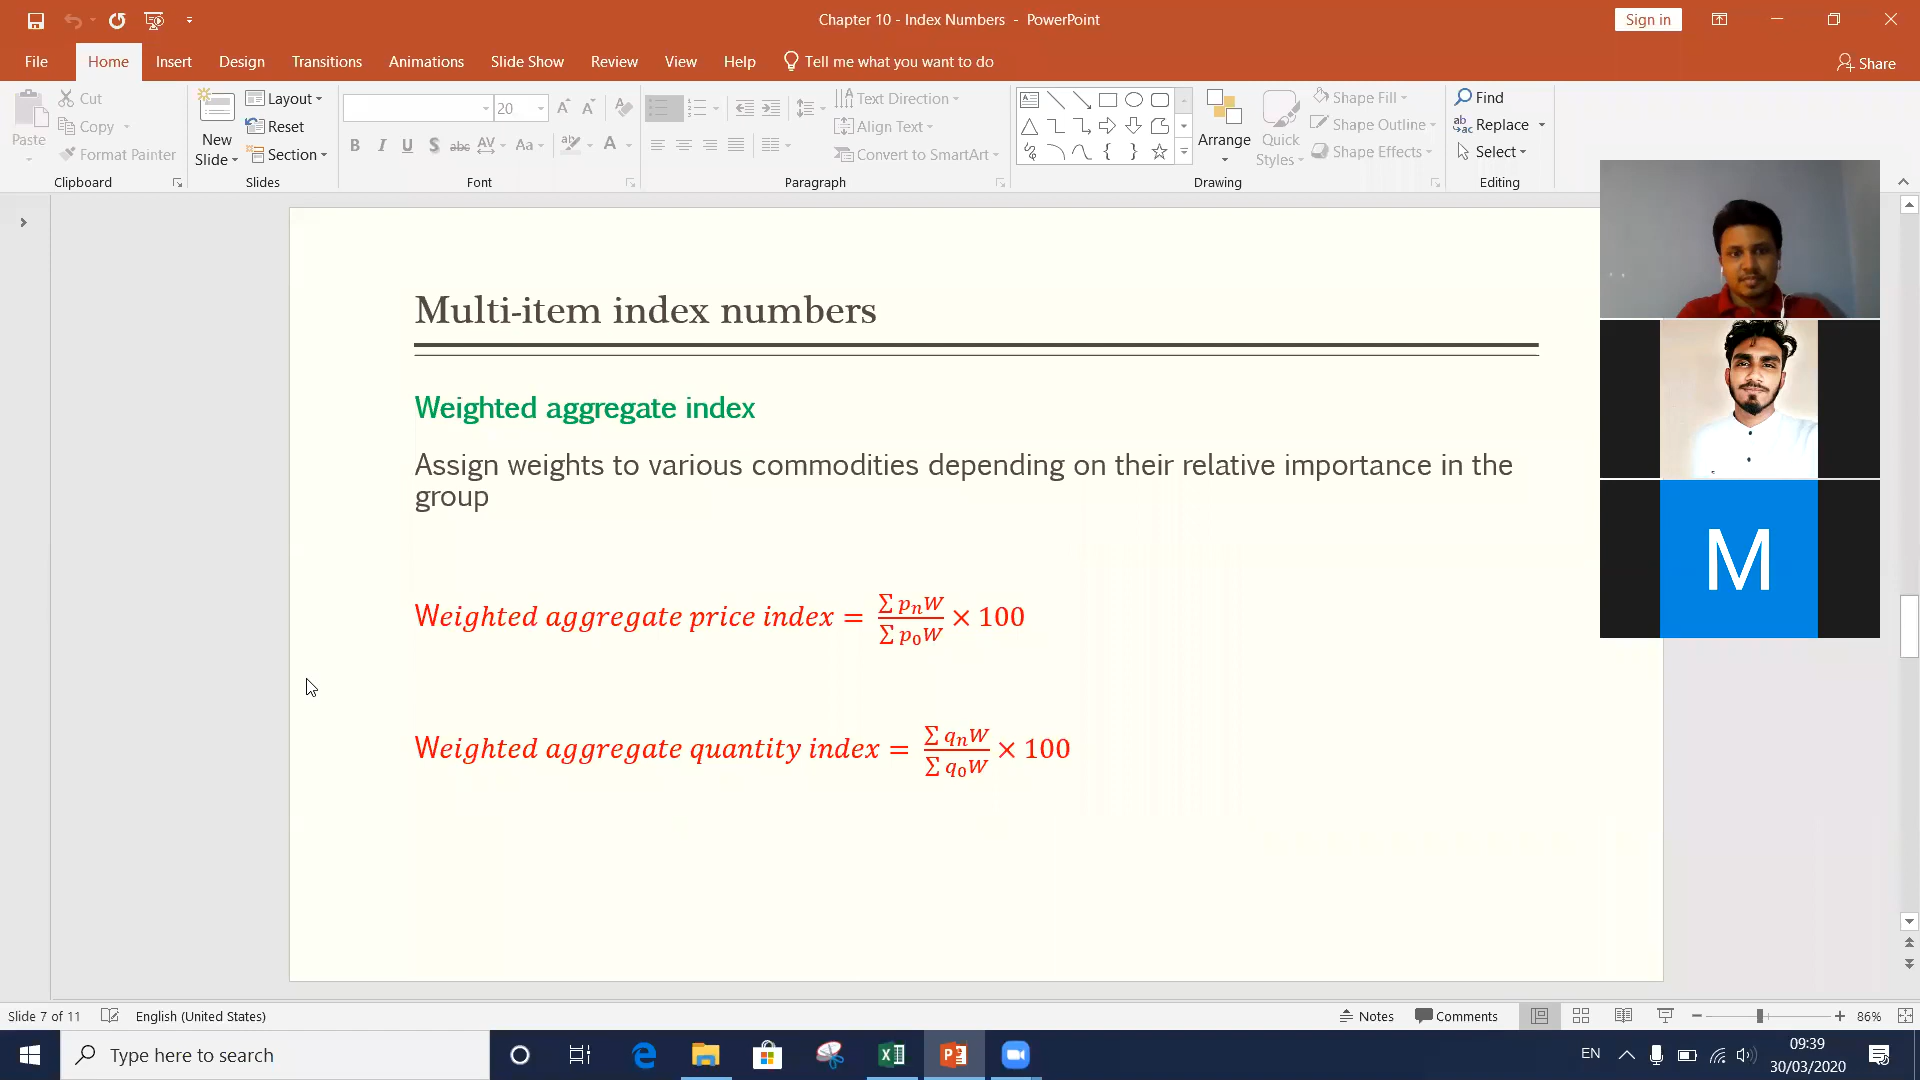 Chapter 10 - Index Numbers - PowerPoint
Sign in
File Home Insert Design Transitions Animations Slide Show Review View Help Tell me what you want to do
Share
Paste
Cut
Copy
Format Painter
Clipboard
New Slide
Layout
Reset
Section
Slides
20
B I U S abc AV Aa A
Font
Text Direction
Align Text
Convert to SmartArt
Paragraph
Arrange
Quick Styles
Shape Fill
Shape Outline
Shape Effects
Drawing
Find
Replace
Select
Editing
Multi-item index numbers
Weighted aggregate index
Assign weights to various commodities depending on their relative importance in the
group
Weighted aggregate price index = ∑ pₙW / ∑ p₀W × 100
Weighted aggregate quantity index = ∑ qₙW / ∑ q₀W × 100
M
Slide 7 of 11 English (United States) Notes Comments 86%
Type here to search
EN
09:39
30/03/2020